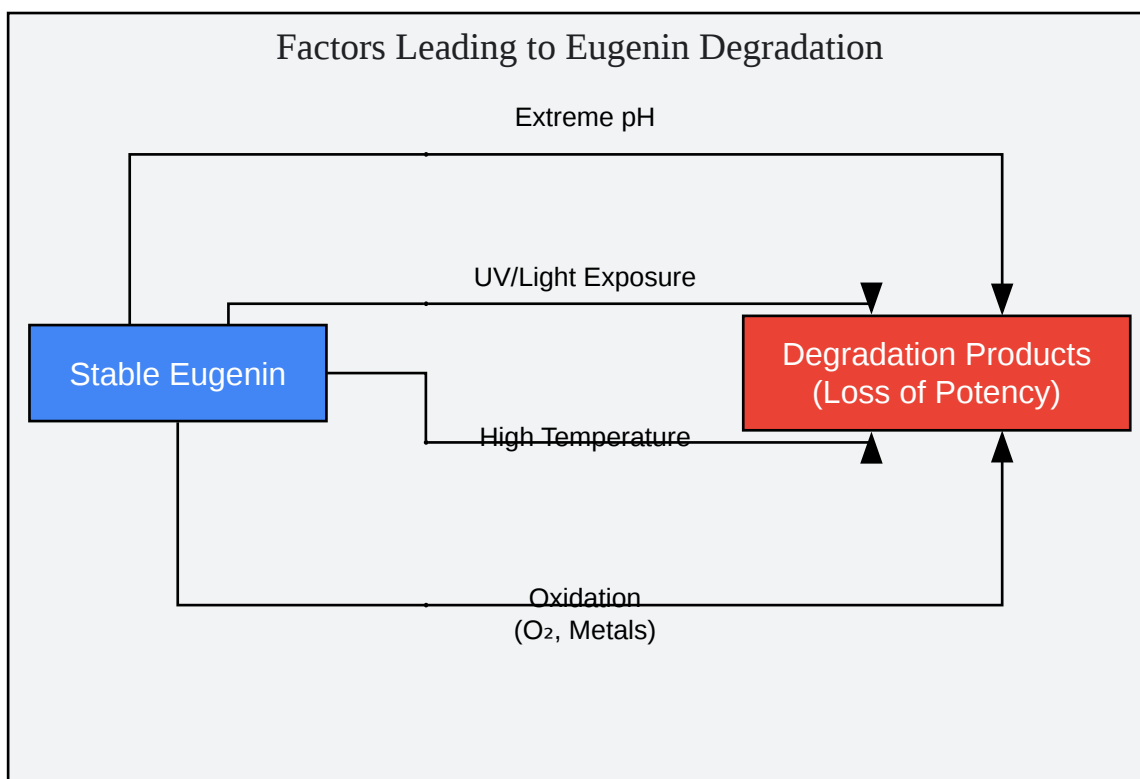 Factors Leading to Eugenin Degradation
Extreme pH
UV/Light Exposure
Stable Eugenin
Degradation Products
(Loss of Potency)
High Temperature
Oxidation
(O₂, Metals)